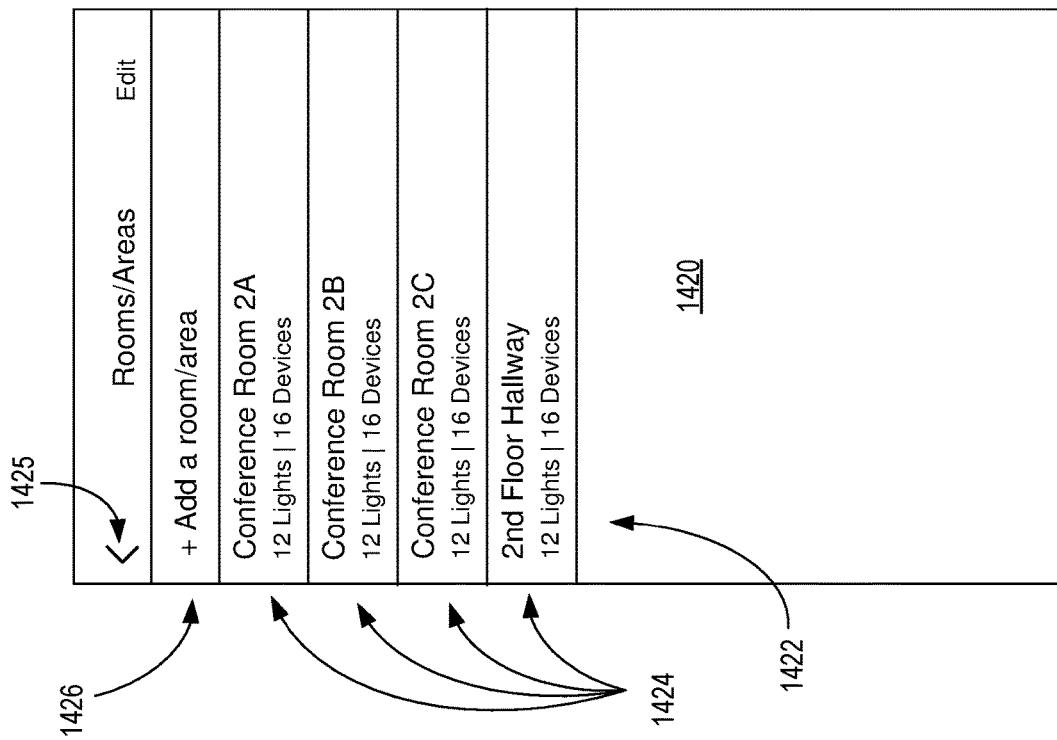 1425
Rooms/Areas Edit
1426
+ Add a room/area
Conference Room 2A
12 Lights | 16 Devices
Conference Room 2B
12 Lights | 16 Devices
Conference Room 2C
12 Lights | 16 Devices
2nd Floor Hallway
12 Lights | 16 Devices
1424
1422
1420